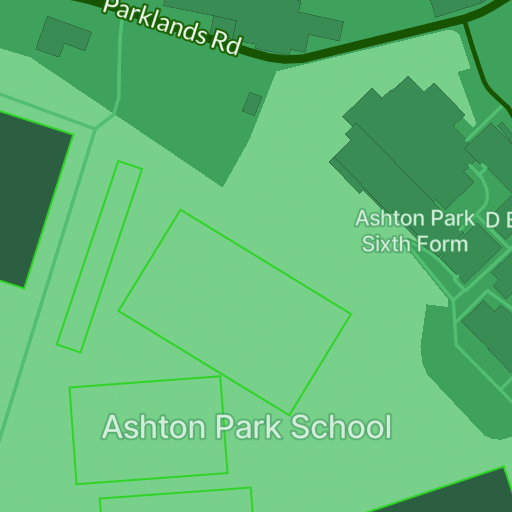 Parklands Rd
Ashton Park
Sixth Form
D B
Ashton Park School